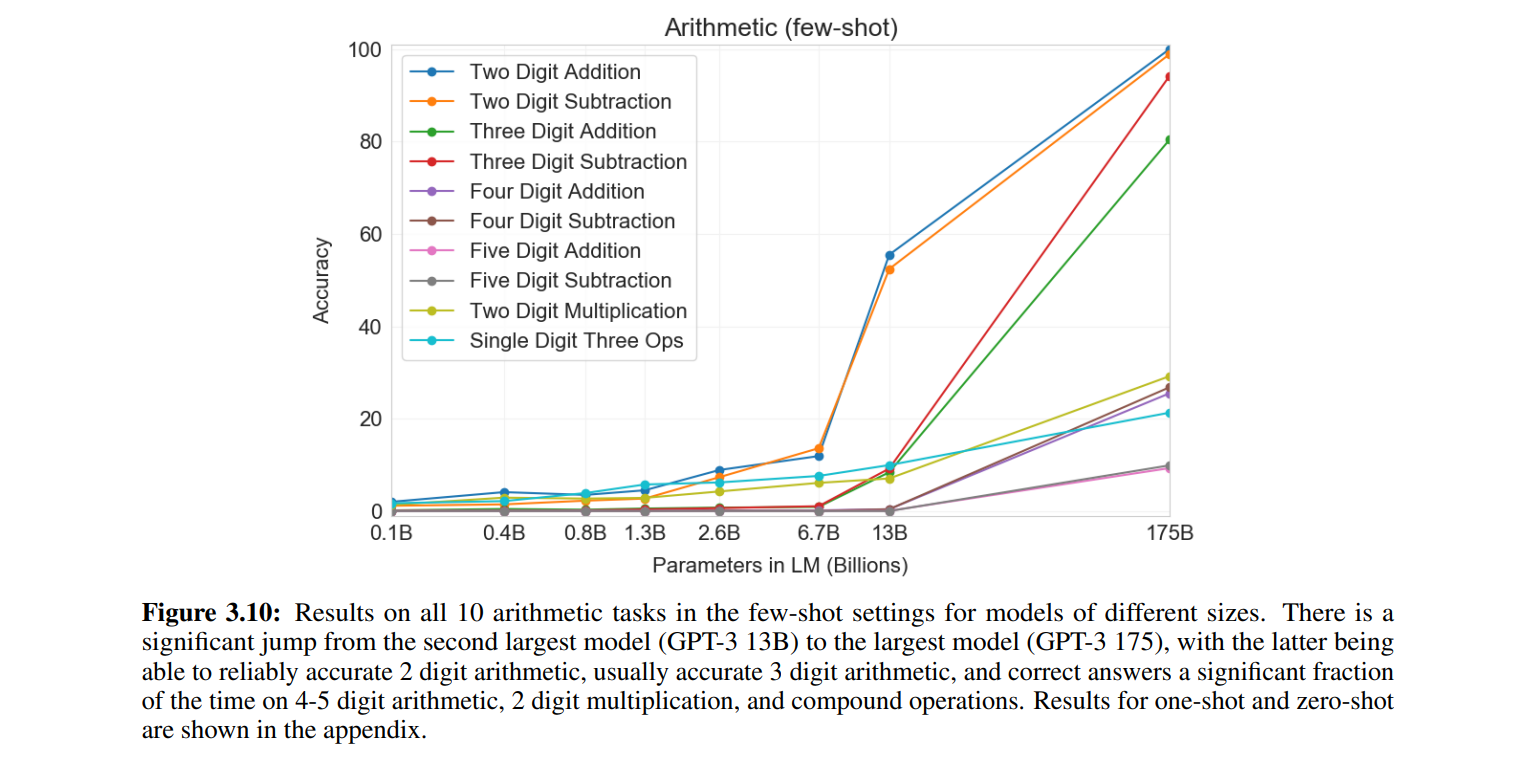 Arithmetic (few-shot)
100
80
60
40
20
0
Accuracy
Two Digit Addition
Two Digit Subtraction
Three Digit Addition
Three Digit Subtraction
Four Digit Addition
Four Digit Subtraction
Five Digit Addition
Five Digit Subtraction
Two Digit Multiplication
Single Digit Three Ops
0.1B 0.4B 0.8B 1.3B 2.6B 6.7B 13B 175B
Parameters in LM (Billions)
Figure 3.10: Results on all 10 arithmetic tasks in the few-shot settings for models of different sizes. There is a
significant jump from the second largest model (GPT-3 13B) to the largest model (GPT-3 175), with the latter being
able to reliably accurate 2 digit arithmetic, usually accurate 3 digit arithmetic, and correct answers a significant fraction
of the time on 4-5 digit arithmetic, 2 digit multiplication, and compound operations. Results for one-shot and zero-shot
are shown in the appendix.